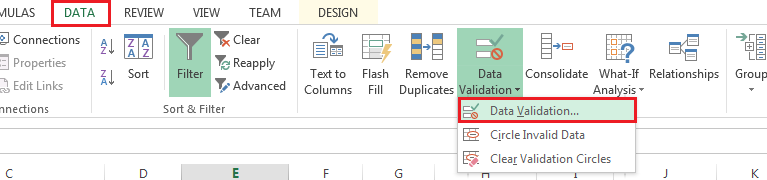 MULAS DATA REVIEW VIEW TEAM DESIGN
Connections
Properties
Edit Links
onnections
A Z
Z A
Z A A Z
Sort
Filter
Clear
Reapply
Advanced
Sort & Filter
Text to
Columns
Flash
Fill
Remove
Duplicates
Data
Validation
Consolidate
What-If
Analysis
Relationships
Group
Data Validation...
Circle Invalid Data
Clear Validation Circles
C D E F G H I J K